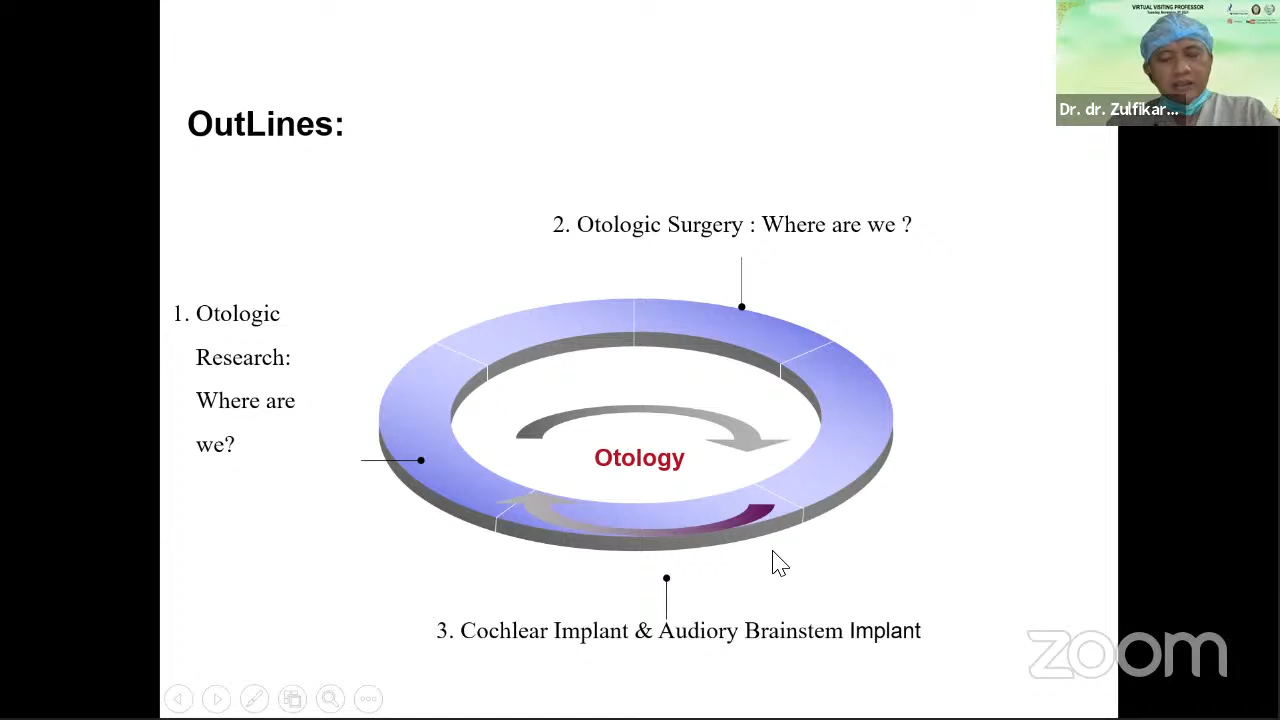 VIRTUAL VISITING PROFESSOR
Dr. dr. Zulfikar...
OutLines:
2. Otologic Surgery : Where are we ?
1. Otologic
Research:
Where are
we?
Otology
3. Cochlear Implant & Audiory Brainstem Implant
zoom